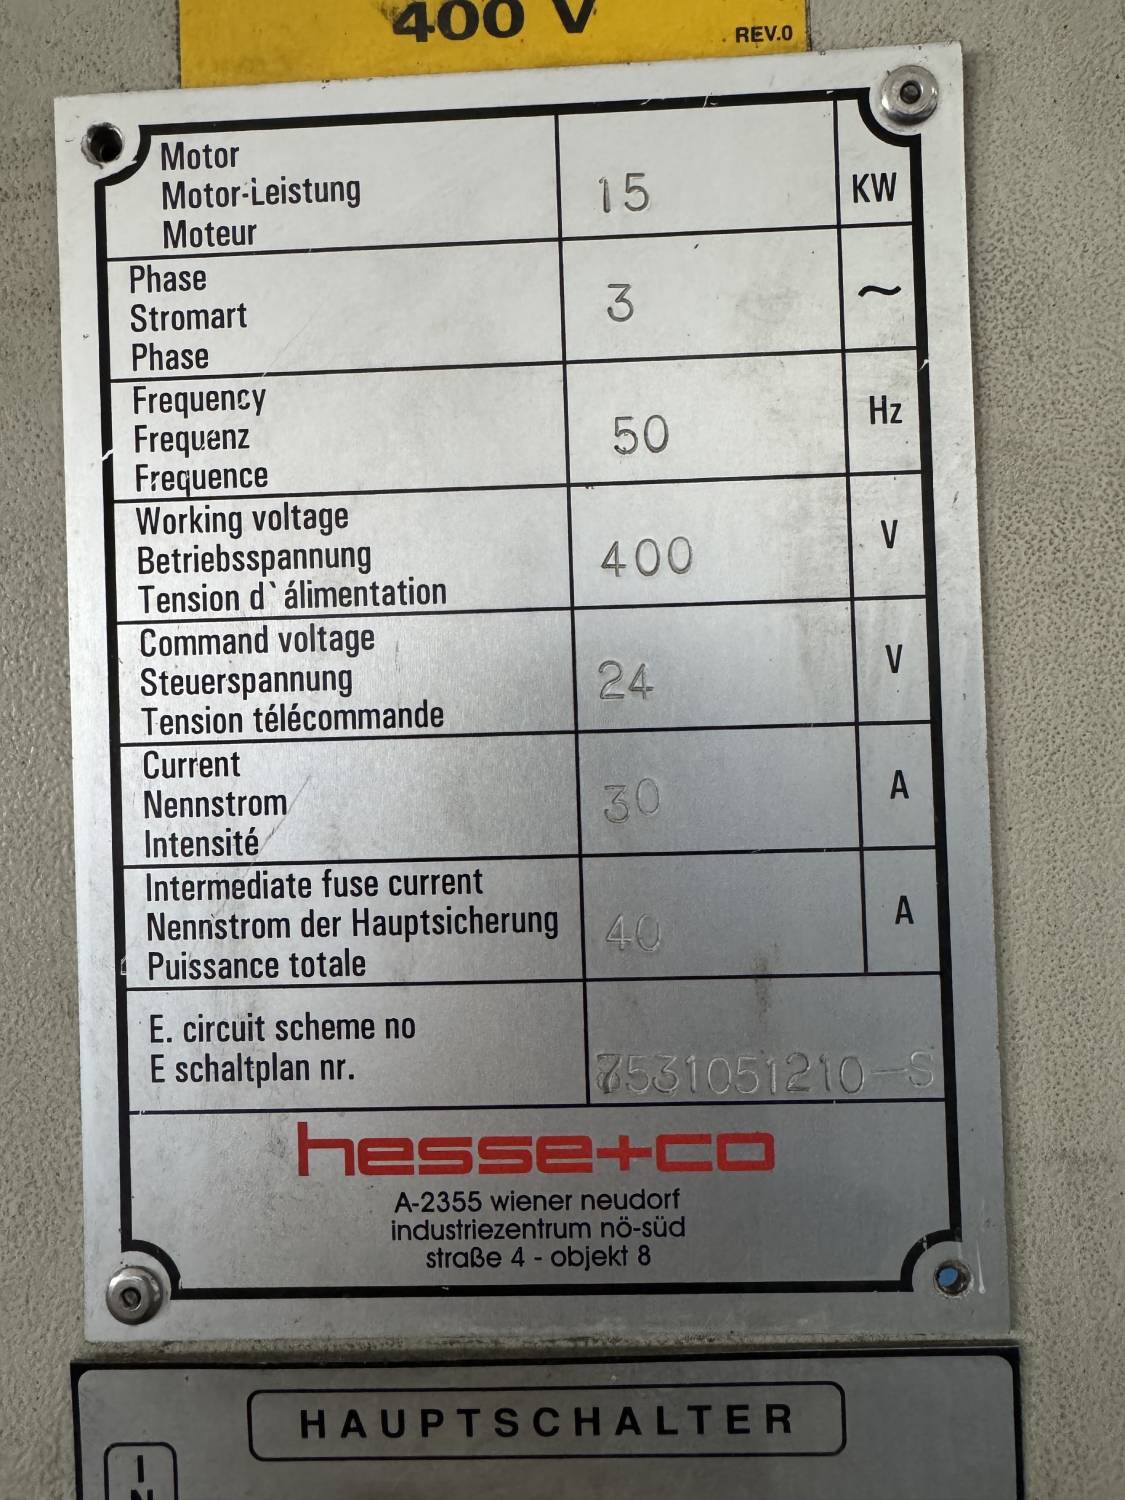 400 V
REV.0
Motor
Motor-Leistung
Moteur
15
KW
Phase
Stromart
Phase
3
~
Frequency
Frequenz
Frequence
50
Hz
Working voltage
Betriebsspannung
Tension d`álimentation
400
V
Command voltage
Steuerspannung
Tension télécommande
24
V
Current
Nennstrom
Intensité
30
A
Intermediate fuse current
Nennstrom der Hauptsicherung
Puissance totale
40
A
E. circuit scheme no
E schaltplan nr.
7531051210-S
hesse+co
A-2355 wiener neudorf
industriezentrum nö-süd
straße 4 - objekt 8
HAUPTSCHALTER
I